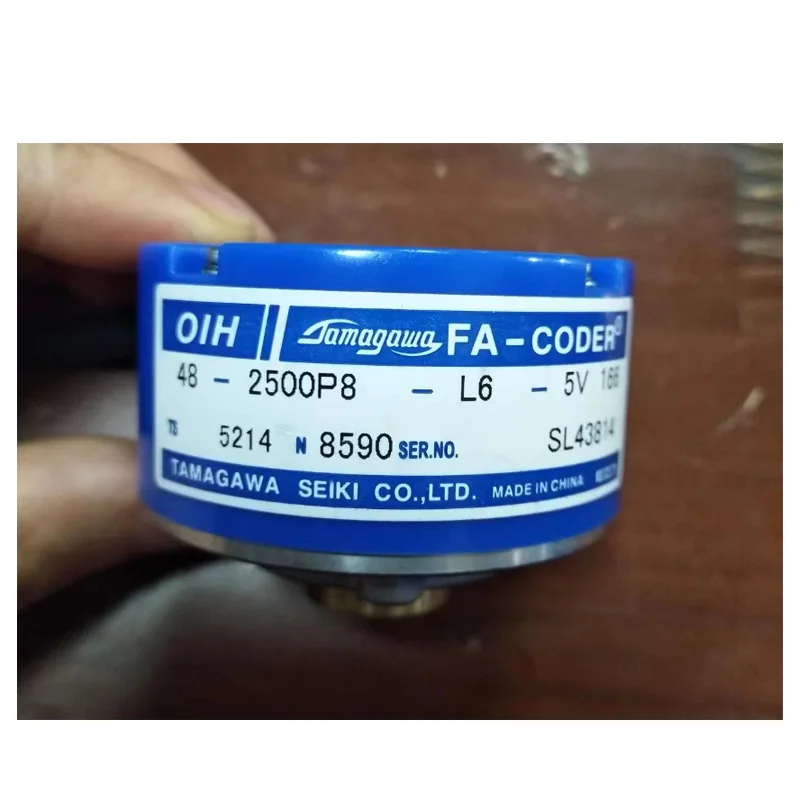 OIH Tamagawa FA-CODER®
48 - 2500P8 - L6 - 5V
TS 5214 N 8590 SER.NO. SL43814
TAMAGAWA SEIKI CO.,LTD. MADE IN CHINA